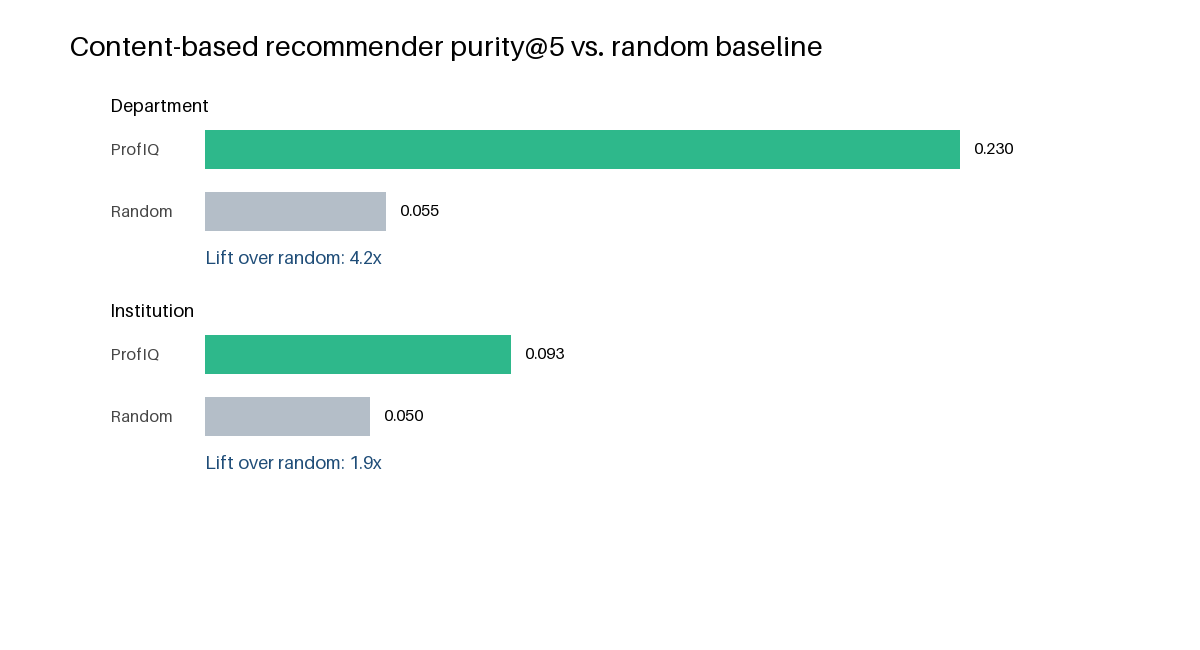 Content-based recommender purity@5 vs. random baseline
Department
ProfIQ 0.230
Random 0.055
Lift over random: 4.2x
Institution
ProfIQ 0.093
Random 0.050
Lift over random: 1.9x